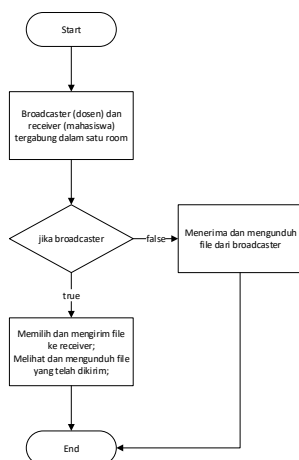 Start
Broadcaster (dosen) dan
receiver (mahasiswa)
tergabung dalam satu room
jika broadcaster
false
Menerima dan mengunduh
file dari broadcaster
true
Memilih dan mengirim file
ke receiver;
Melihat dan mengunduh file
yang telah dikirim;
End